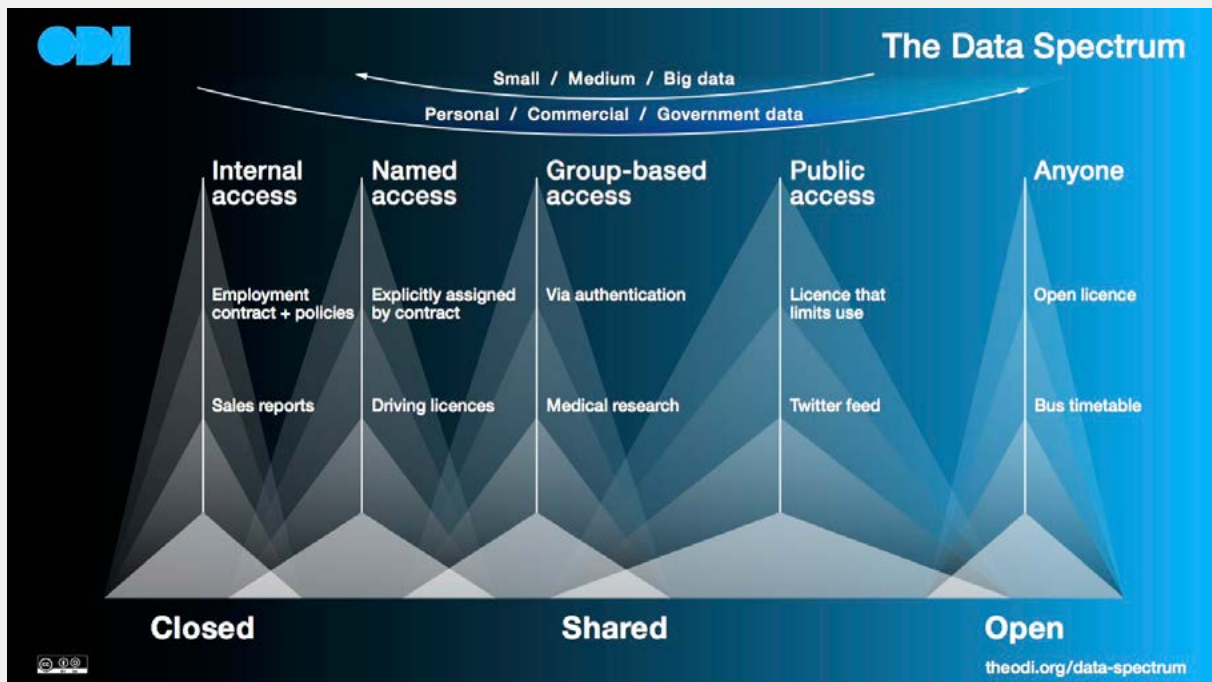 ODI
The Data Spectrum
Small / Medium / Big data
Personal / Commercial / Government data
Internal
access
Named
access
Group-based
access
Public
access
Anyone
Employment
contract + policies
Explicitly assigned
by contract
Via authentication
Licence that
limits use
Open licence
Sales reports
Driving licences
Medical research
Twitter feed
Bus timetable
Closed
Shared
Open
theodi.org/data-spectrum